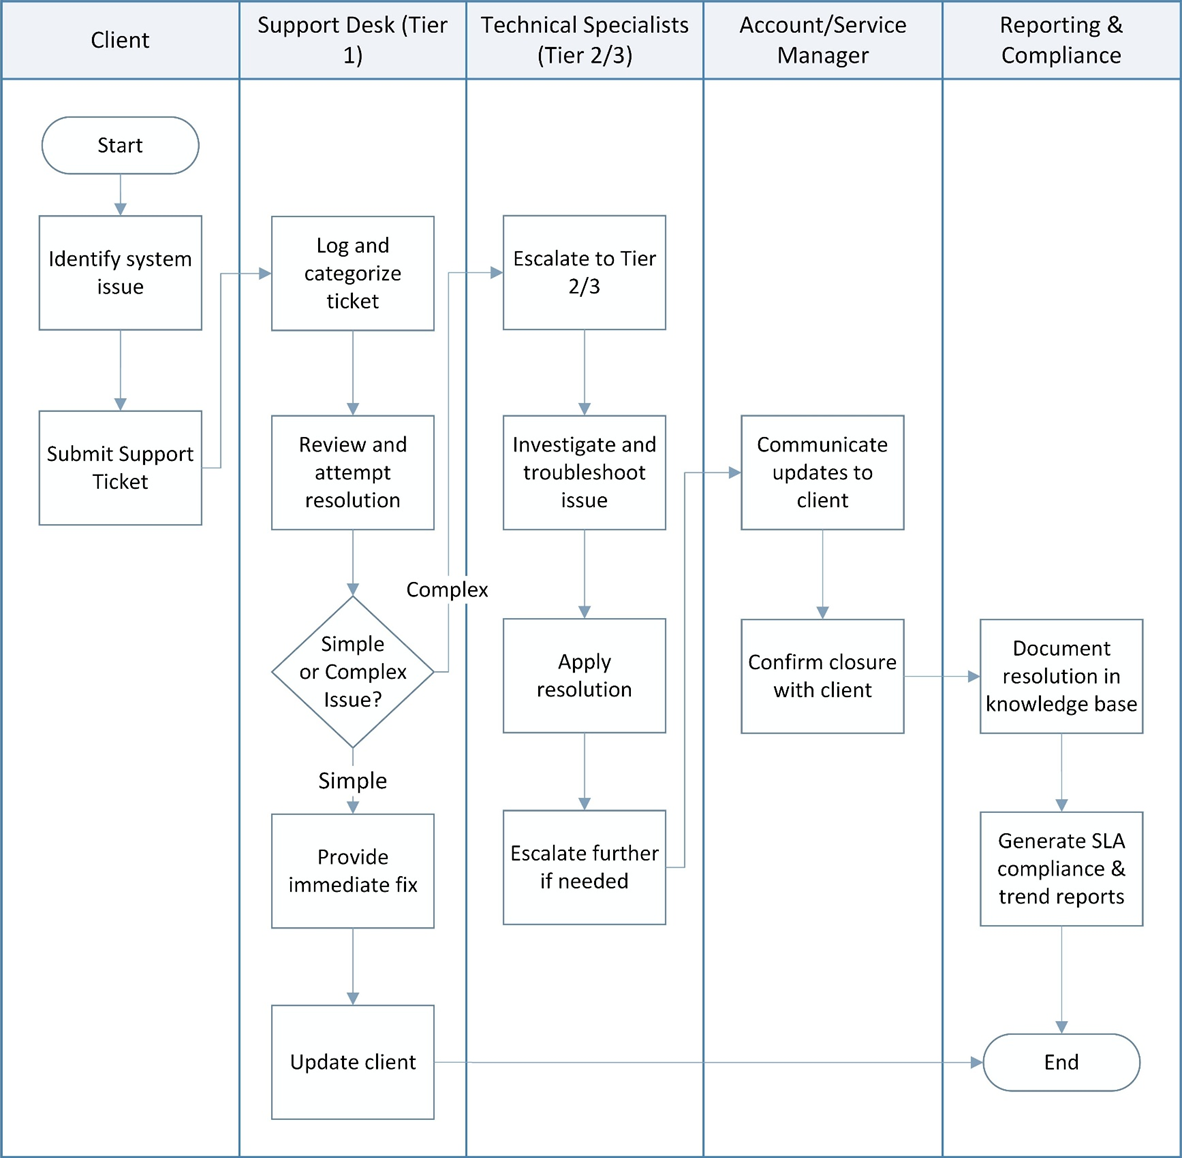 Client
Support Desk (Tier
1)
Technical Specialists
(Tier 2/3)
Account/Service
Manager
Reporting &
Compliance
Start
Identify system
issue
Submit Support
Ticket
Log and
categorize
ticket
Review and
attempt
resolution
Simple
or Complex
Issue?
Complex
Simple
Provide
immediate fix
Update client
Escalate to Tier
2/3
Investigate and
troubleshoot
issue
Apply
resolution
Escalate further
if needed
Communicate
updates to
client
Confirm closure
with client
Document
resolution in
knowledge base
Generate SLA
compliance &
trend reports
End